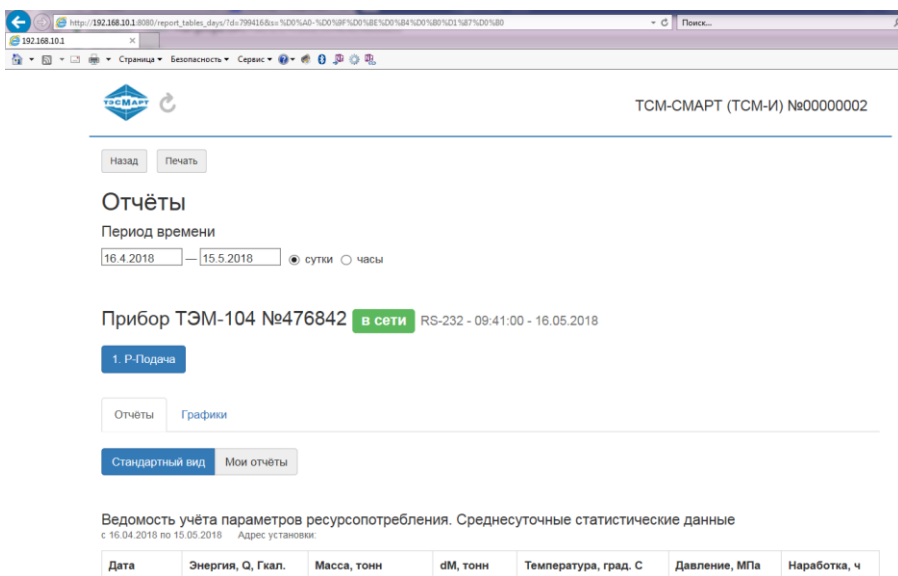 http://192.168.10.1:8080/report_tables_days/?d=799416&s=%D0%A0-%D0%9F%D0%BE%D0%B4%D0%B0%D1%87%D0%B0
Поиск...
192.168.10.1
Страница Безопасность Сервис
ТЭСМАРТ
ТСМ-СМАРТ (ТСМ-И) №00000002
Назад Печать
Отчёты
Период времени
16.4.2018 — 15.5.2018 сутки часы
Прибор ТЭМ-104 №476842 в сети RS-232 - 09:41:00 - 16.05.2018
1. Р-Подача
Отчёты Графики
Стандартный вид Мои отчёты
Ведомость учёта параметров ресурсопотребления. Среднесуточные статистические данные
с 16.04.2018 по 15.05.2018 Адрес установки:
Дата Энергия, Q, Гкал. Масса, тонн dM, тонн Температура, град. С Давление, МПа Наработка, ч